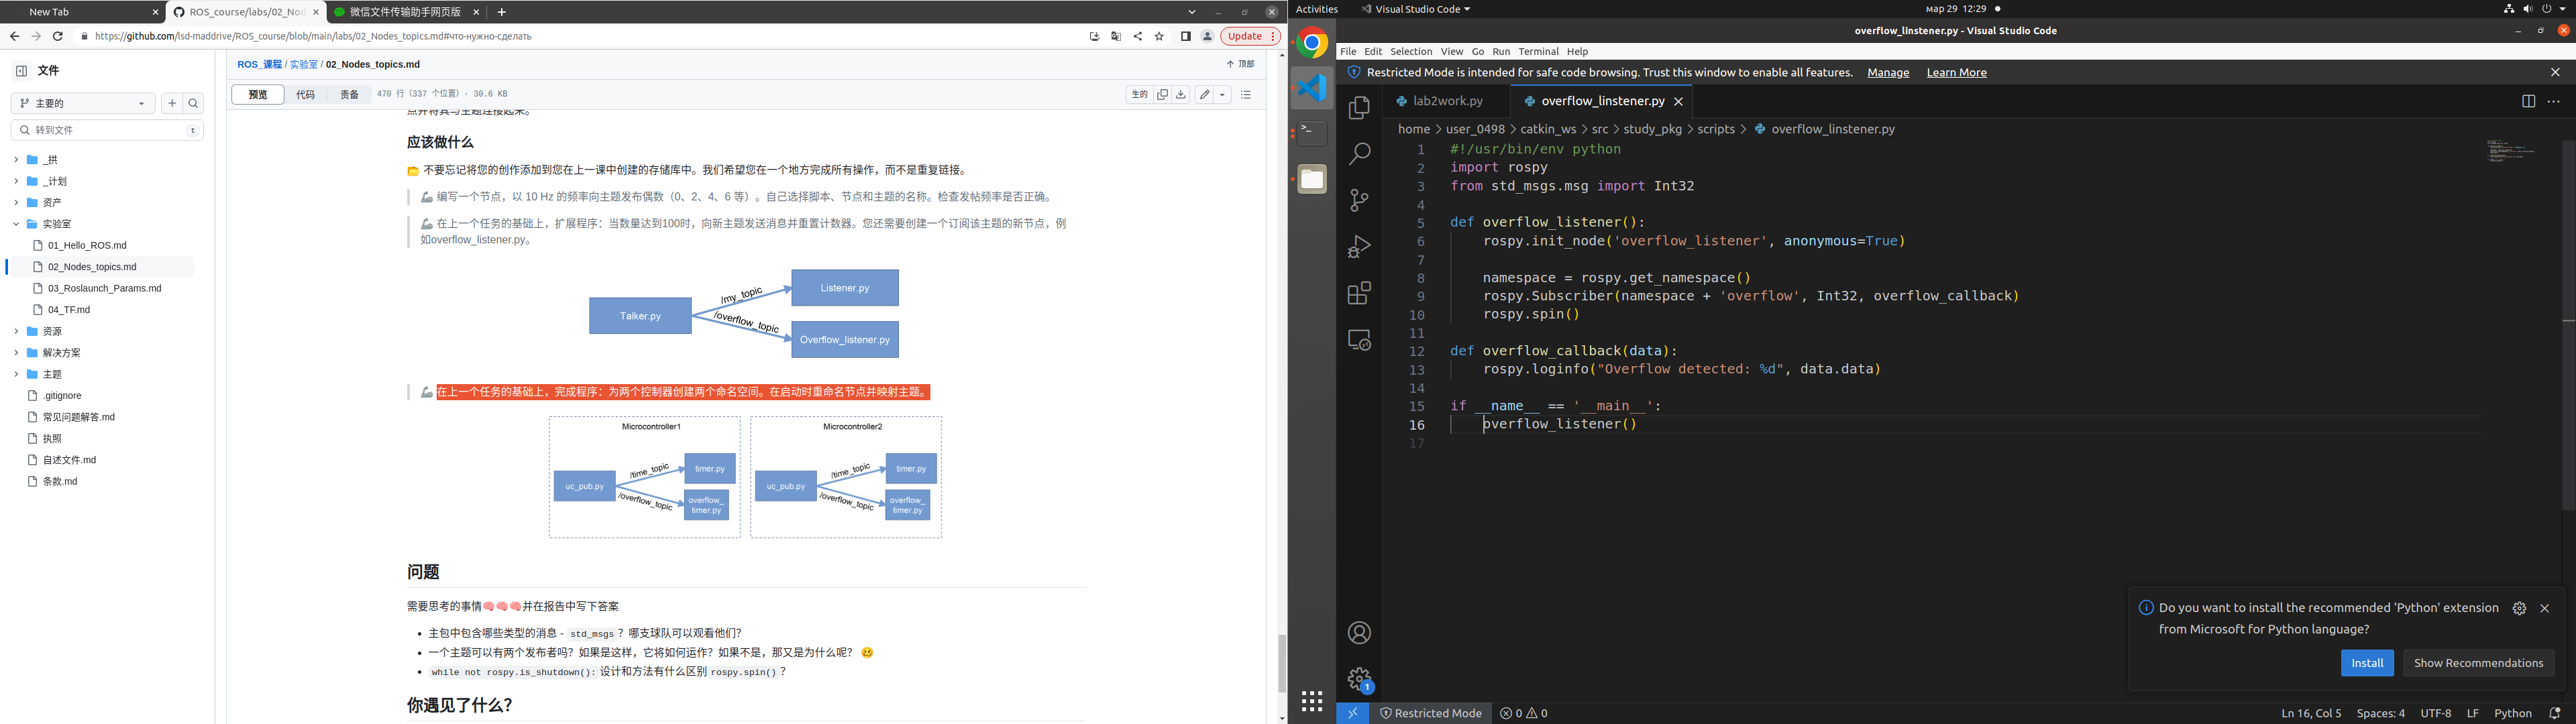 New Tab
ROS_course/labs/02_Nod
微信文件传输助手网页版
https://github.com/lsd-maddrive/ROS_course/blob/main/labs/02_Nodes_topics.md#что-нужно-сделать
Update
文件
主要的
转到文件
t
_拱
_计划
资产
实验室
01_Hello_ROS.md
02_Nodes_topics.md
03_Roslaunch_Params.md
04_TF.md
资源
解决方案
主题
.gitignore
常见问题解答.md
执照
自述文件.md
条款.md
ROS_课程 / 实验室 / 02_Nodes_topics.md
顶部
预览
代码
责备
470 行（337 个位置）· 30.6 KB
生的
点并将其与主题连接起来。
应该做什么
不要忘记将您的创作添加到您在上一课中创建的存储库中。我们希望您在一个地方完成所有操作，而不是重复链接。
编写一个节点，以 10 Hz 的频率向主题发布偶数（0、2、4、6 等）。自己选择脚本、节点和主题的名称。检查发帖频率是否正确。
在上一个任务的基础上，扩展程序：当数量达到100时，向新主题发送消息并重置计数器。您还需要创建一个订阅该主题的新节点，例
如overflow_listener.py。
Talker.py
/my_topic
/overflow_topic
Listener.py
Overflow_listener.py
在上一个任务的基础上，完成程序：为两个控制器创建两个命名空间。在启动时重命名节点并映射主题。
Microcontroller1
uc_pub.py
/time_topic
/overflow_topic
timer.py
overflow_
timer.py
Microcontroller2
uc_pub.py
/time_topic
/overflow_topic
timer.py
overflow_
timer.py
问题
需要思考的事情🧠🧠🧠并在报告中写下答案
• 主包中包含哪些类型的消息 - std_msgs？哪支球队可以观看他们？
• 一个主题可以有两个发布者吗？如果是这样，它将如何运作？如果不是，那又是为什么呢？
• while not rospy.is_shutdown(): 设计和方法有什么区别 rospy.spin()？
你遇见了什么？
Activities
Visual Studio Code
мар 29 12:29
overflow_linstener.py - Visual Studio Code
File Edit Selection View Go Run Terminal Help
Restricted Mode is intended for safe code browsing. Trust this window to enable all features. Manage Learn More
lab2work.py
overflow_linstener.py
home > user_0498 > catkin_ws > src > study_pkg > scripts > overflow_linstener.py
1 #!/usr/bin/env python
2 import rospy
3 from std_msgs.msg import Int32
4
5 def overflow_listener():
6 rospy.init_node('overflow_listener', anonymous=True)
7
8 namespace = rospy.get_namespace()
9 rospy.Subscriber(namespace + 'overflow', Int32, overflow_callback)
10 rospy.spin()
11
12 def overflow_callback(data):
13 rospy.loginfo("Overflow detected: %d", data.data)
14
15 if __name__ == '__main__':
16 overflow_listener()
17
Do you want to install the recommended 'Python' extension
from Microsoft for Python language?
Install
Show Recommendations
1
Restricted Mode
0
0
Ln 16, Col 5
Spaces: 4
UTF-8
LF
Python